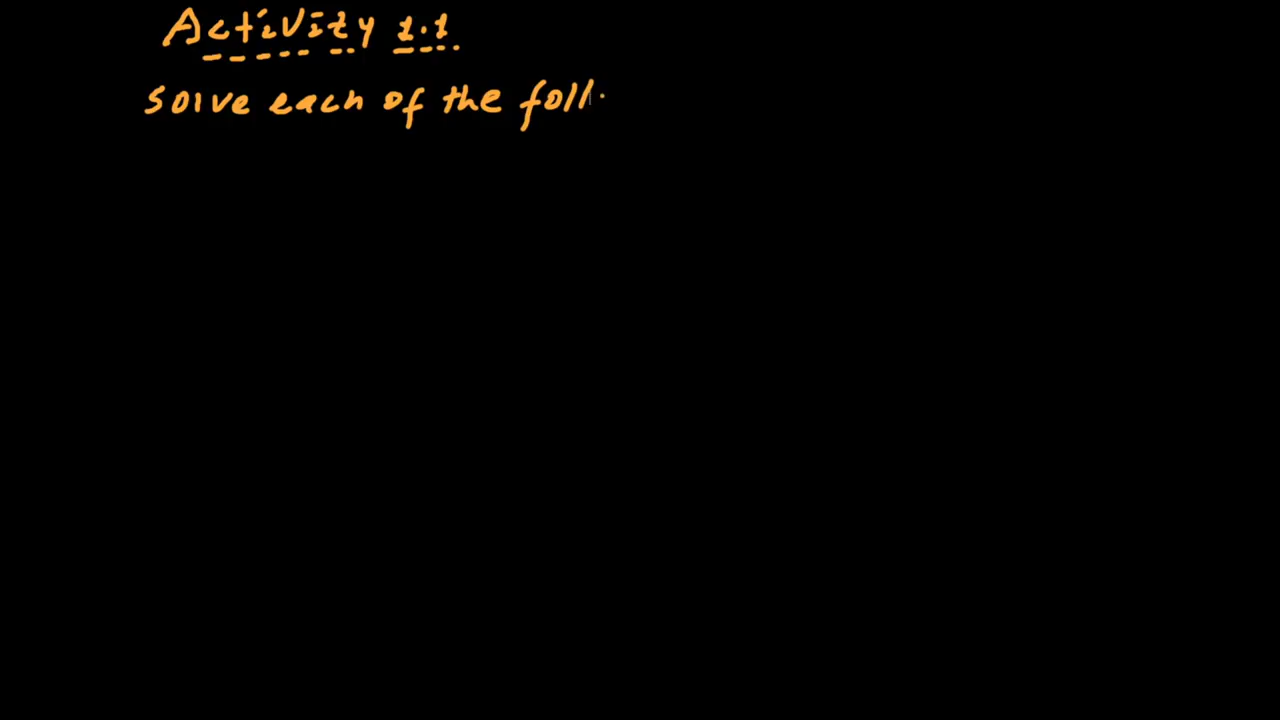 Activity 1.1
solve each of the foll.